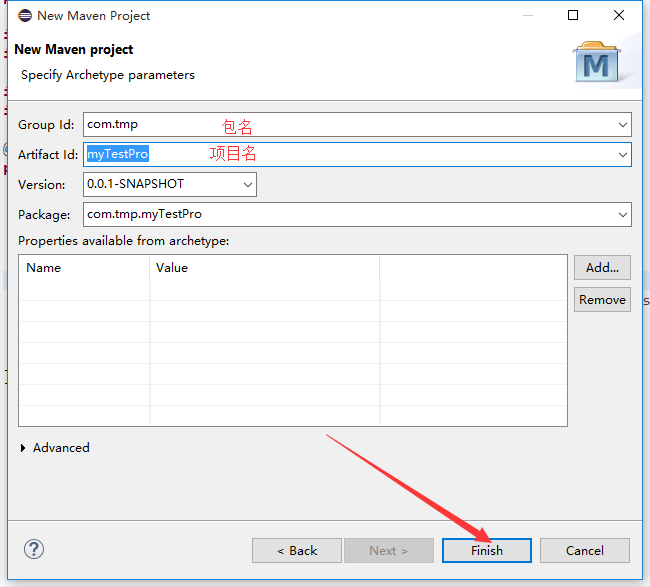 New Maven Project
New Maven project
Specify Archetype parameters
M
Group Id: com.tmp 包名
Artifact Id: myTestPro 项目名
Version: 0.0.1-SNAPSHOT
Package: com.tmp.myTestPro
Properties available from archetype:
Name Value
Add...
Remove
Advanced
? < Back Next > Finish Cancel